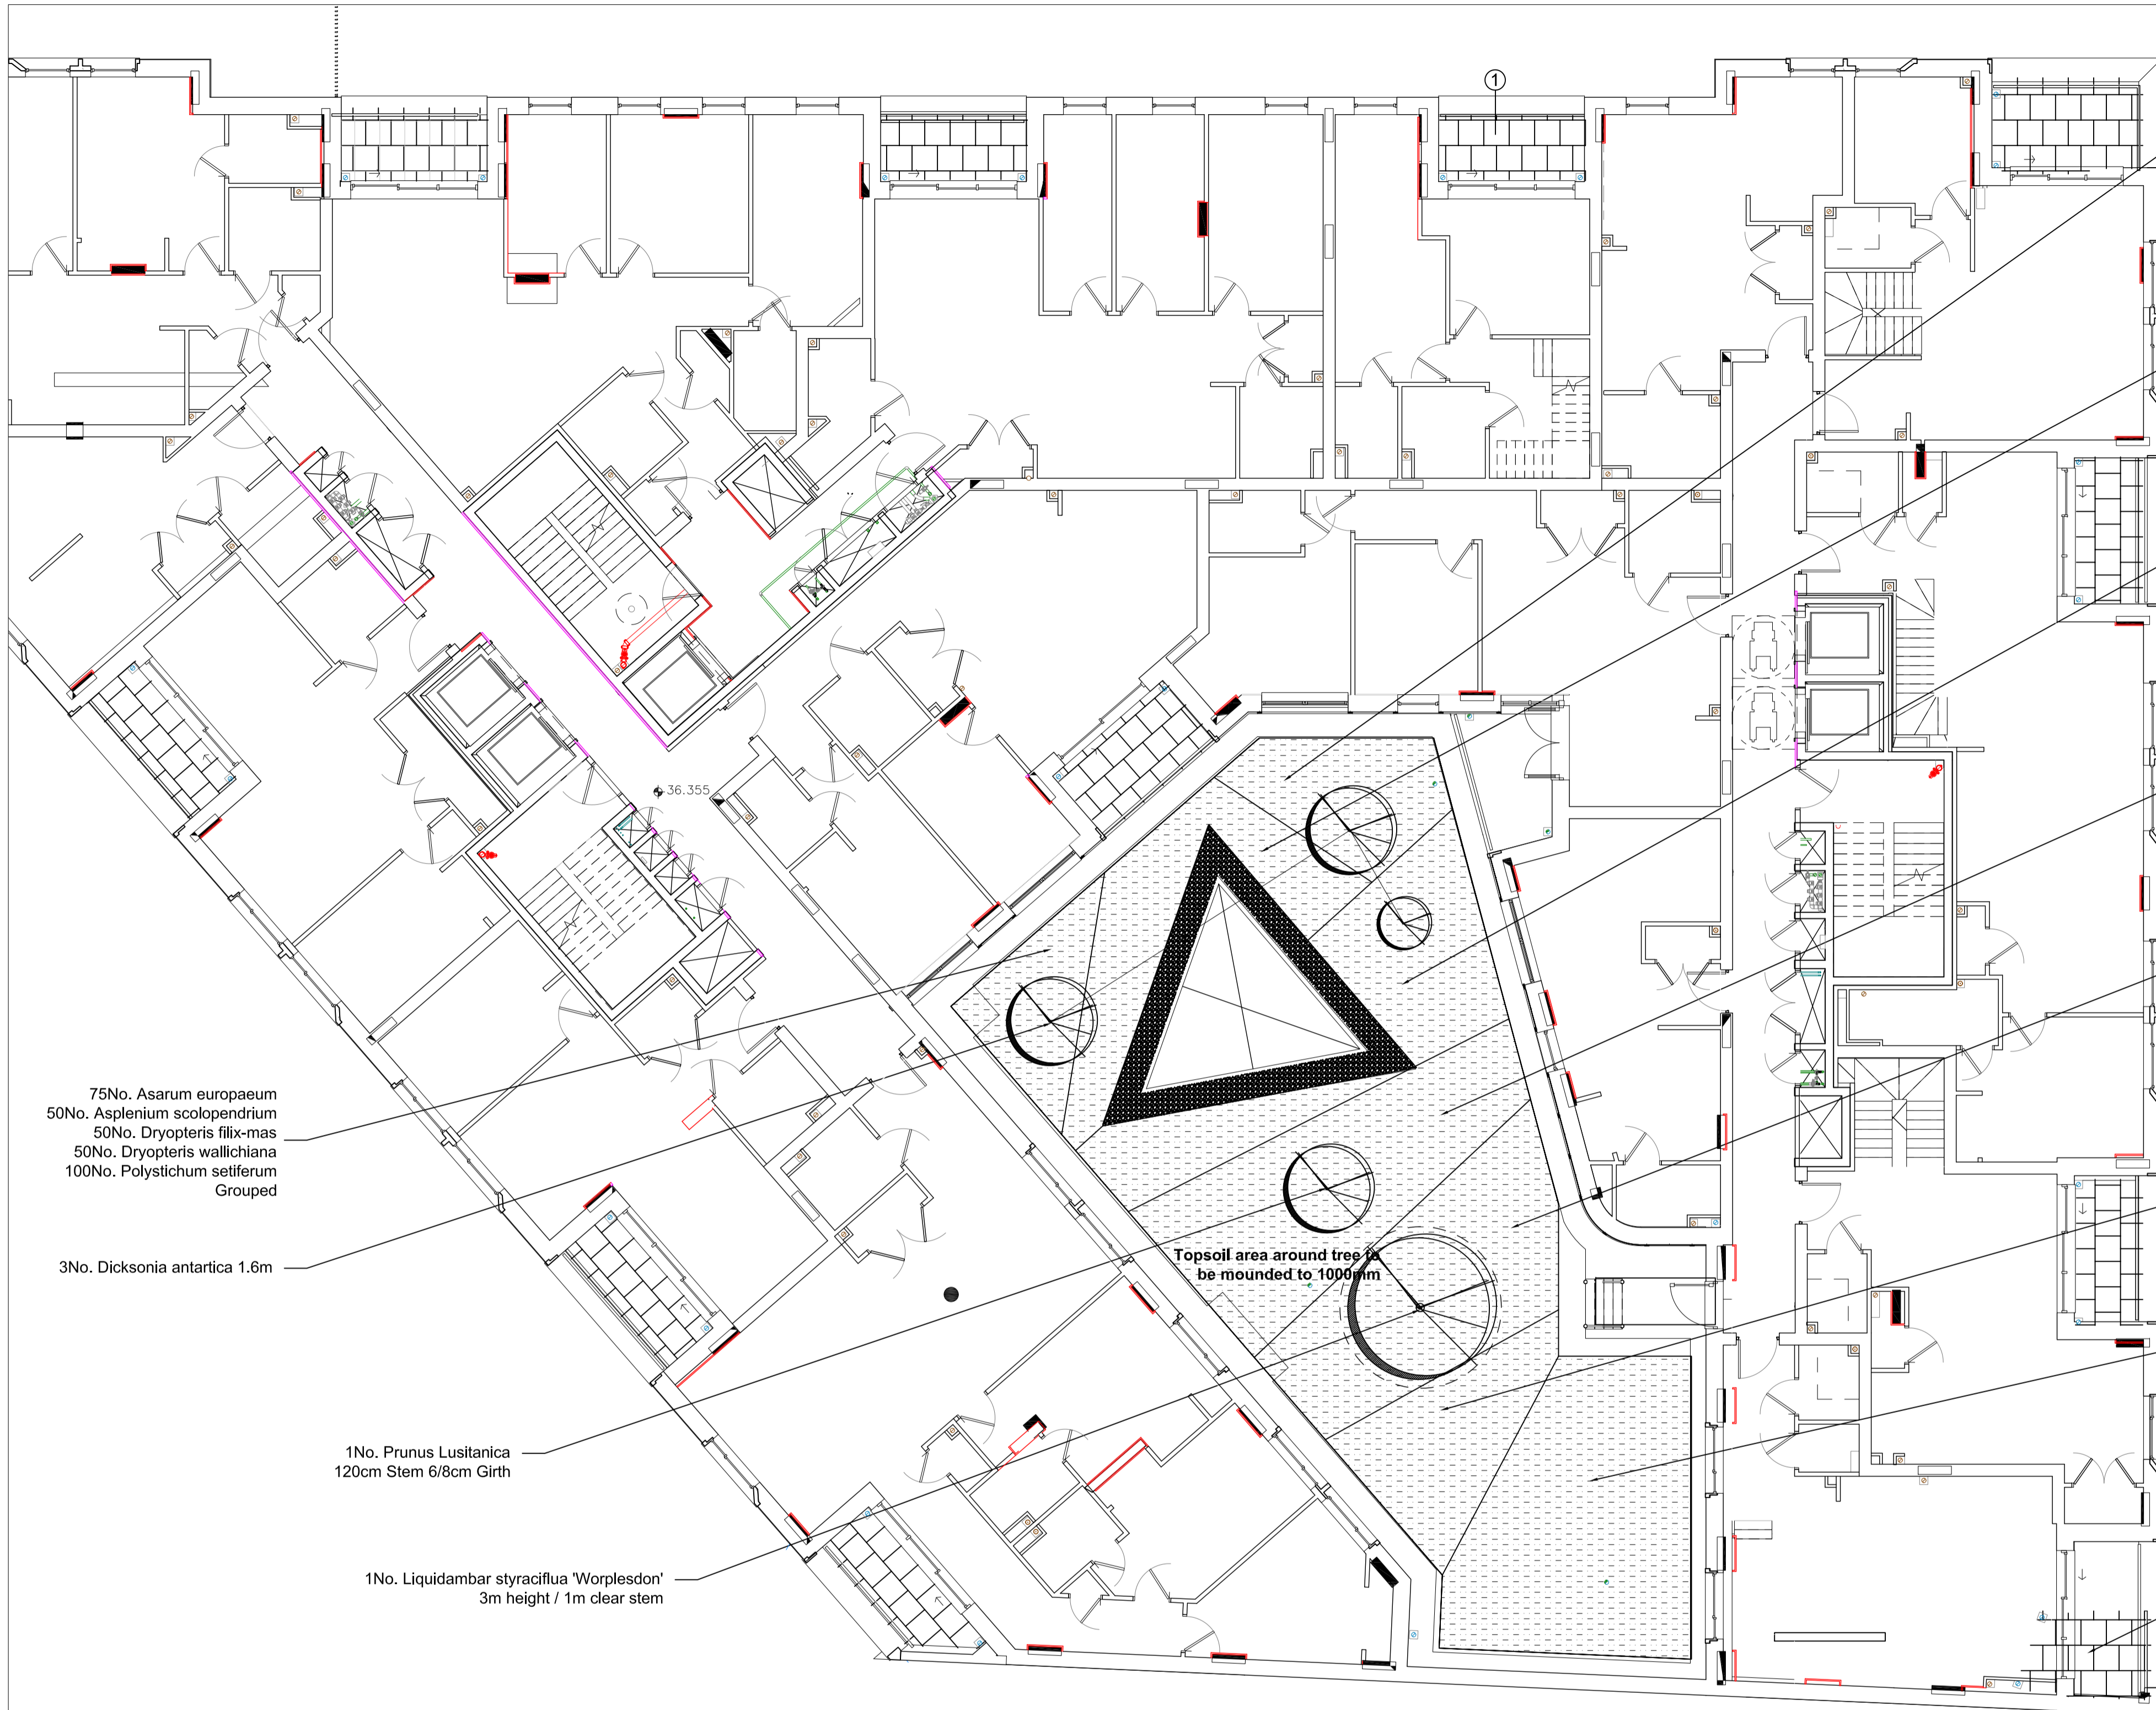 1
36.355
75No. Asarum europaeum
50No. Asplenium scolopendrium
50No. Dryopteris filix-mas
50No. Dryopteris wallichiana
100No. Polystichum setiferum
Grouped
3No. Dicksonia antartica 1.6m
Topsoil area around tree to
be mounded to 1000mm
1No. Prunus Lusitanica
120cm Stem 6/8cm Girth
1No. Liquidambar styraciflua 'Worplesdon'
3m height / 1m clear stem